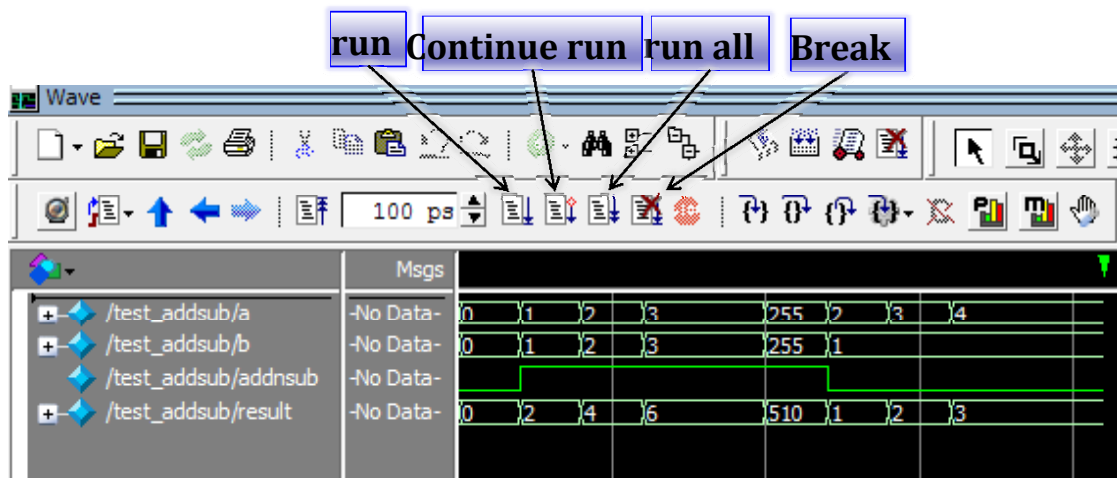 run Continue run run all Break
Wave
100 ps
Msgs
/test_addsub/a -No Data- 0 1 2 3 255 2 3 4
/test_addsub/b -No Data- 0 1 2 3 255 1
/test_addsub/addnsub -No Data-
/test_addsub/result -No Data- 0 2 4 6 510 1 2 3